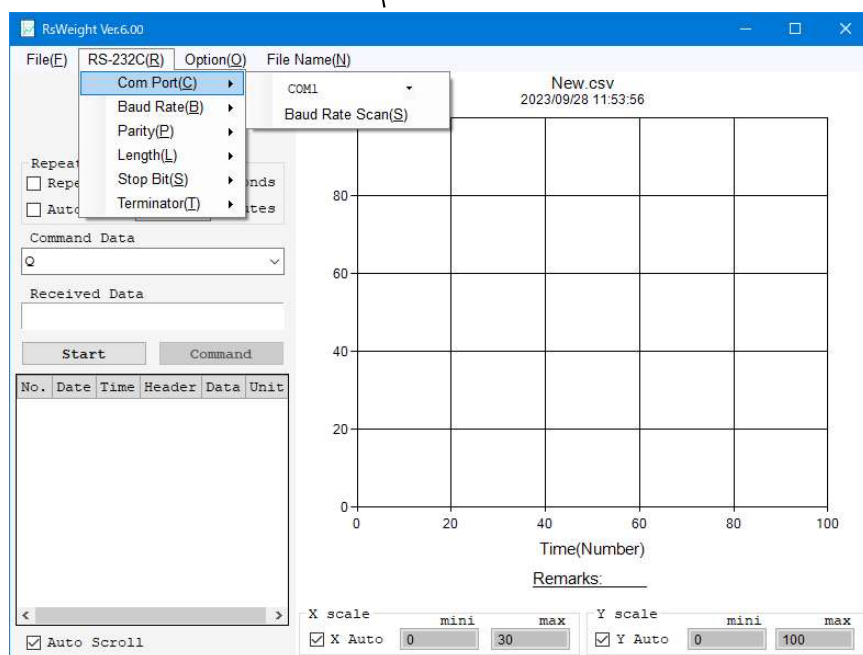 RsWeight Ver.6.00
File(F) RS-232C(R) Option(O) File Name(N)
Com Port(C)
Baud Rate(B)
Parity(P)
Length(L)
Stop Bit(S)
Terminator(T)
COM1
Baud Rate Scan(S)
New.csv
2023/09/28 11:53:56
Repeat
Repe nds
Auto tes
Command Data
Q
Received Data
Start Command
No. Date Time Header Data Unit
Auto Scroll
80
60
40
20
0
0 20 40 60 80 100
Time(Number)
Remarks:
X scale mini max
X Auto 0 30
Y scale mini max
Y Auto 0 100